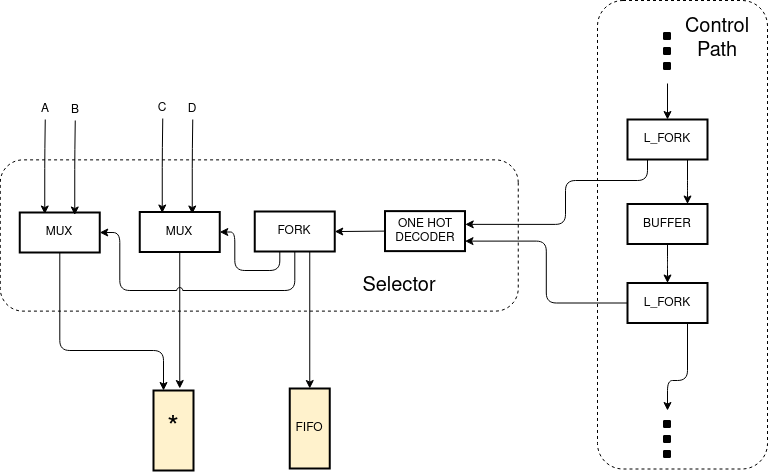 Control
Path
A
B
C
D
L_FORK
MUX
MUX
FORK
ONE HOT
DECODER
BUFFER
Selector
L_FORK
*
FIFO